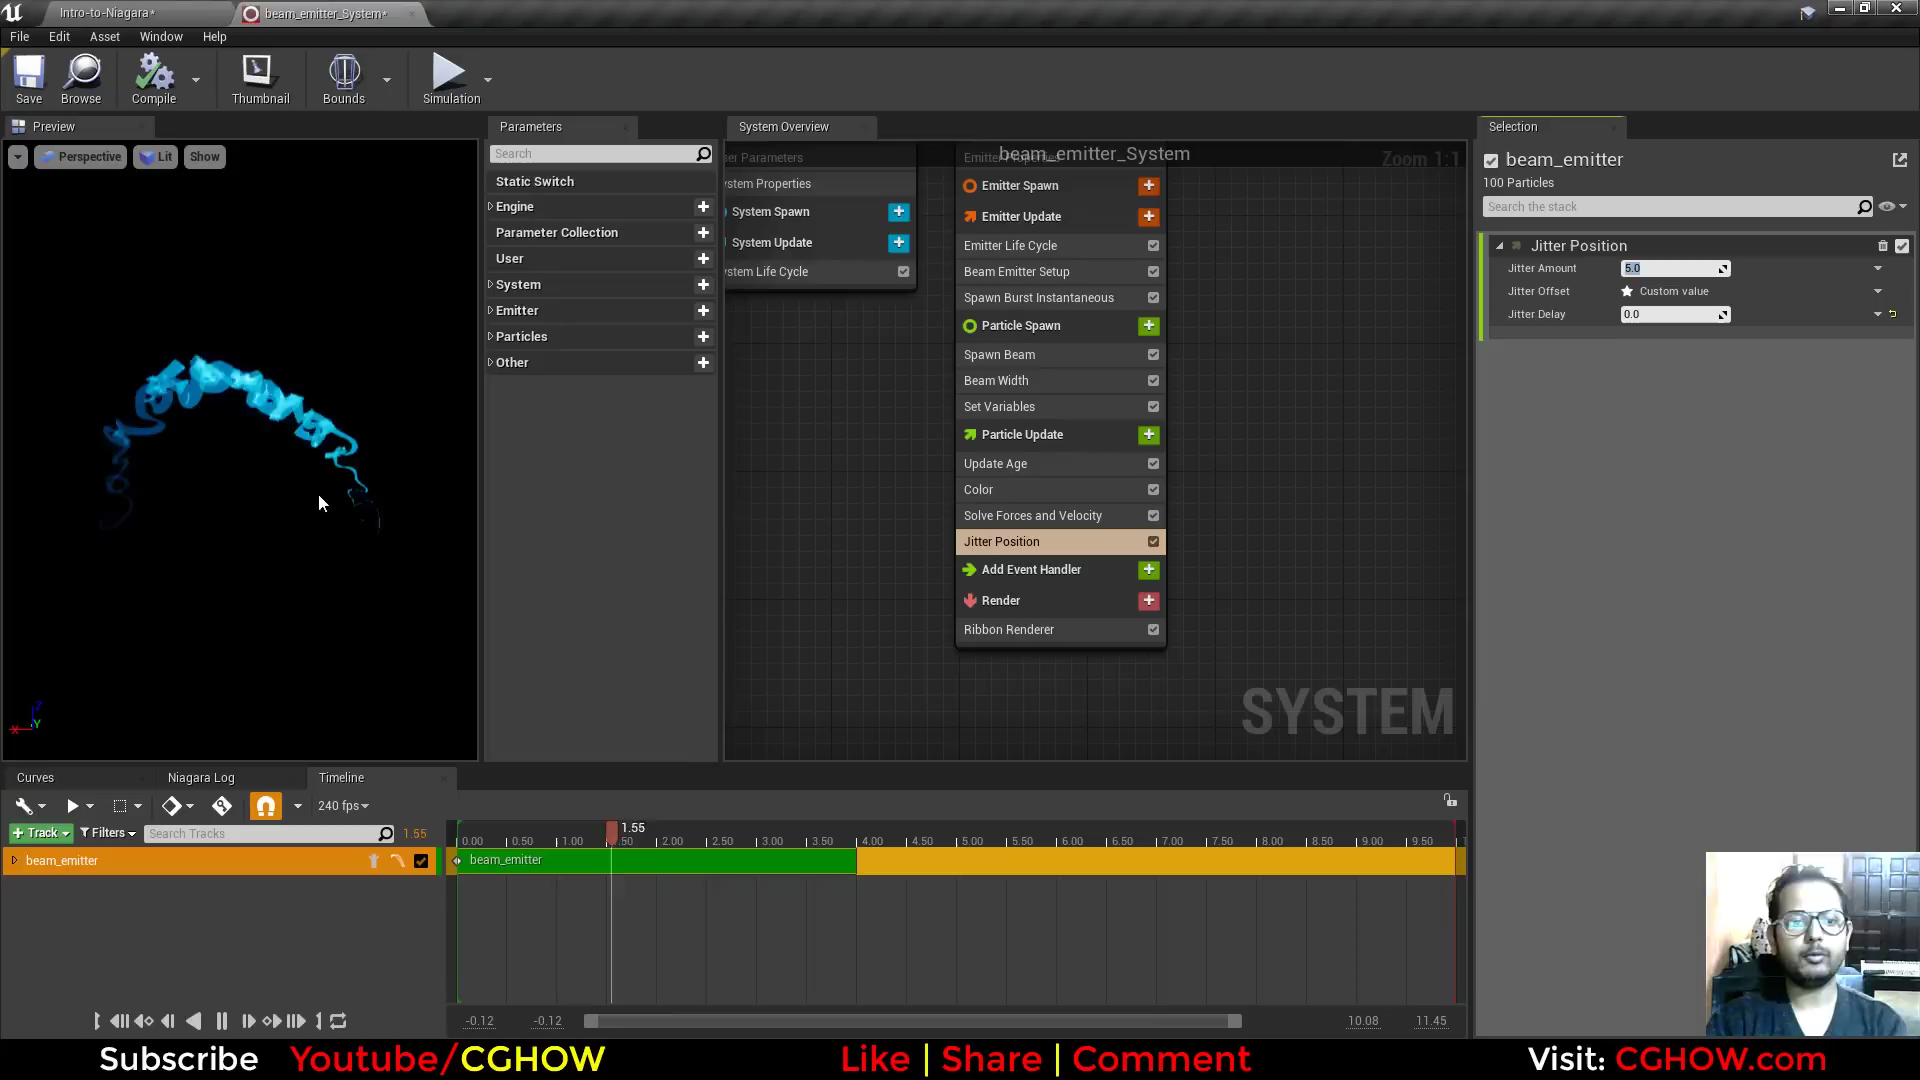 Intro-to-Niagara*
beam_emitter_System*
File Edit Asset Window Help
Save Browse Compile Thumbnail Bounds Simulation
Preview
Perspective Lit Show
X Y Z
Parameters
Search
Static Switch
Engine
Parameter Collection
User
System
Emitter
Particles
Other
System Overview
beam_emitter_System
Zoom 1:1
er Parameters
ystem Properties
System Spawn
System Update
ystem Life Cycle
Emitter Properties
Emitter Spawn
Emitter Update
Emitter Life Cycle
Beam Emitter Setup
Spawn Burst Instantaneous
Particle Spawn
Spawn Beam
Beam Width
Set Variables
Particle Update
Update Age
Color
Solve Forces and Velocity
Jitter Position
Add Event Handler
Render
Ribbon Renderer
SYSTEM
Selection
beam_emitter
100 Particles
Search the stack
Jitter Position
Jitter Amount 5.0
Jitter Offset Custom value
Jitter Delay 0.0
Curves Niagara Log Timeline
240 fps
Track Filters Search Tracks 1.55
beam_emitter
1.55
0.00 0.50 1.00 .50 2.00 2.50 3.00 3.50 4.00 4.50 5.00 5.50 6.00 6.50 7.00 7.50 8.00 8.50 9.00 9.50 1
beam_emitter
-0.12 -0.12 10.08 11.45
Subscribe Youtube/CGHOW Like | Share | Comment Visit: CGHOW.com